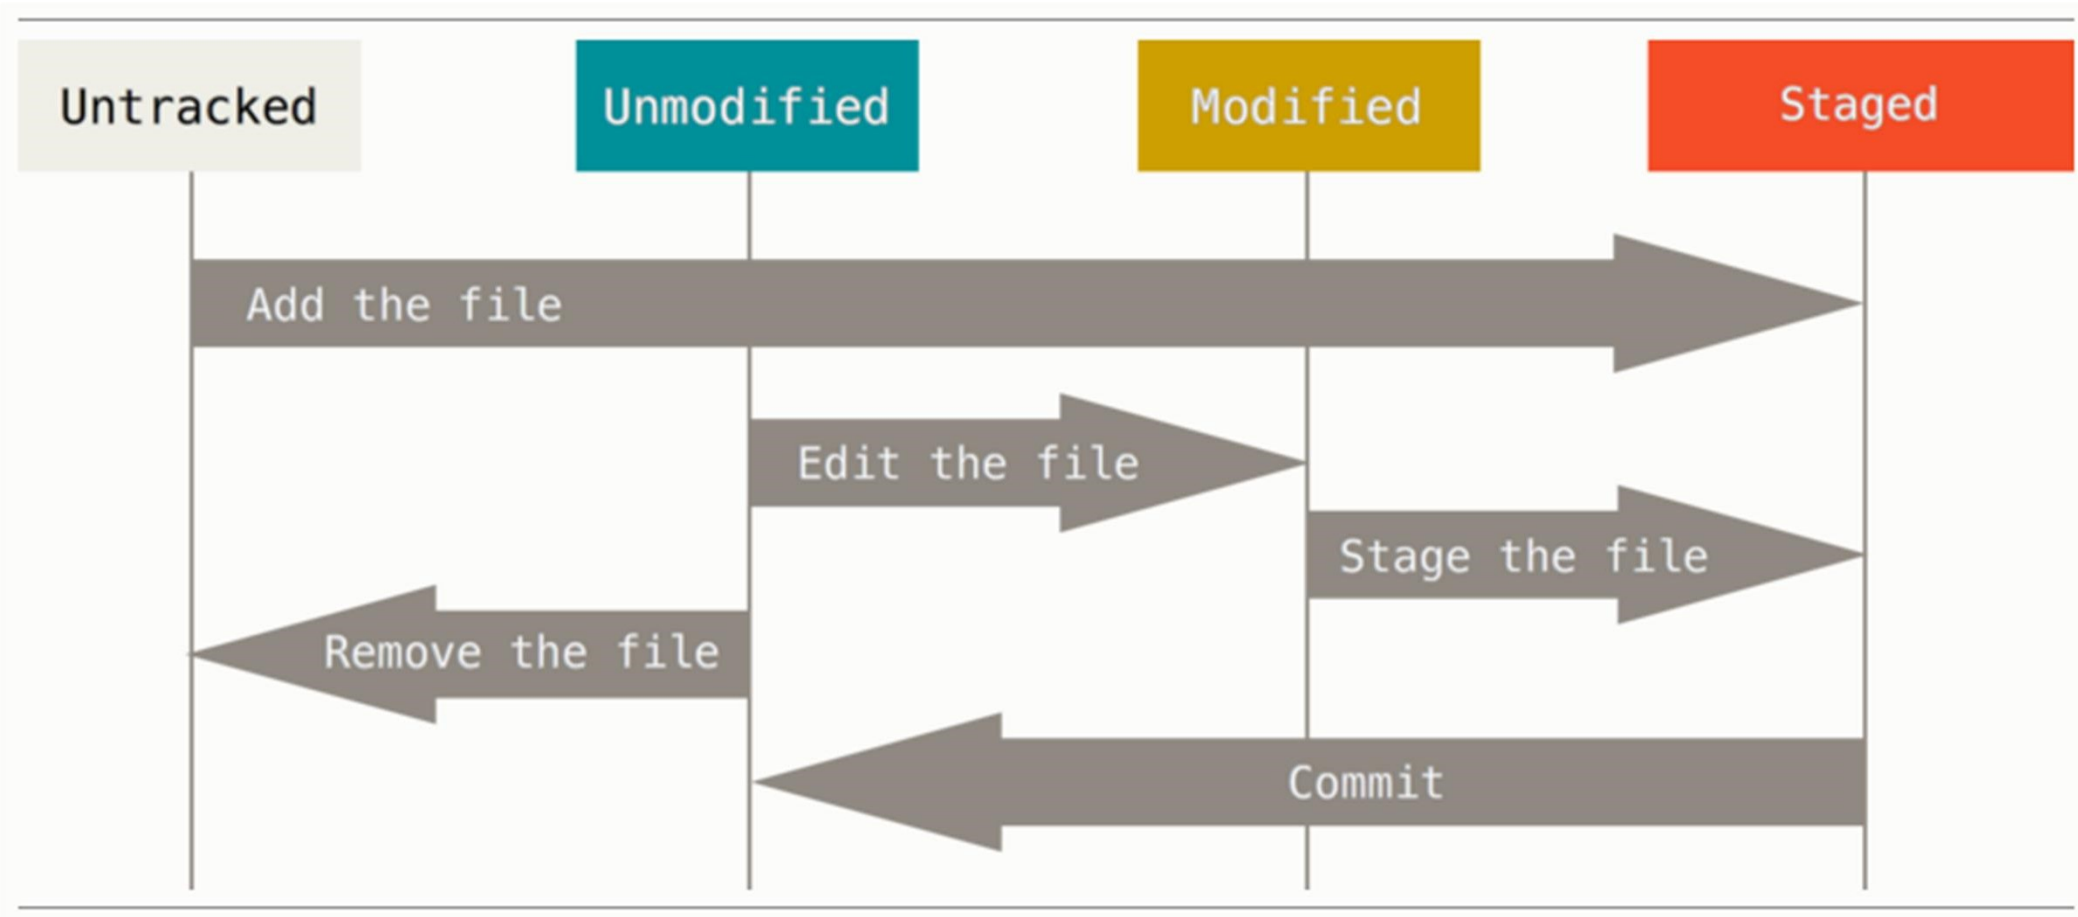 Untracked
Unmodified
Modified
Staged
Add the file
Edit the file
Stage the file
Remove the file
Commit